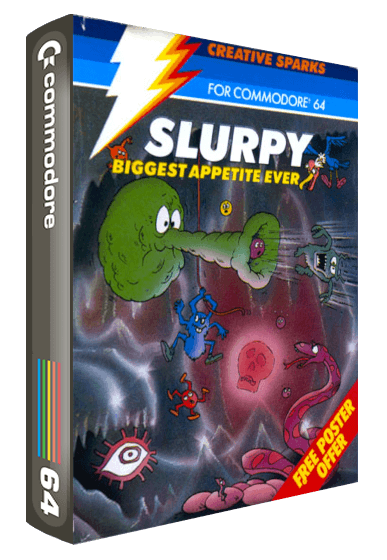 commodore
64
CREATIVE SPARKS
FOR COMMODORE 64
SLURPY
BIGGEST APPETITE EVER
FREE POSTER
OFFER